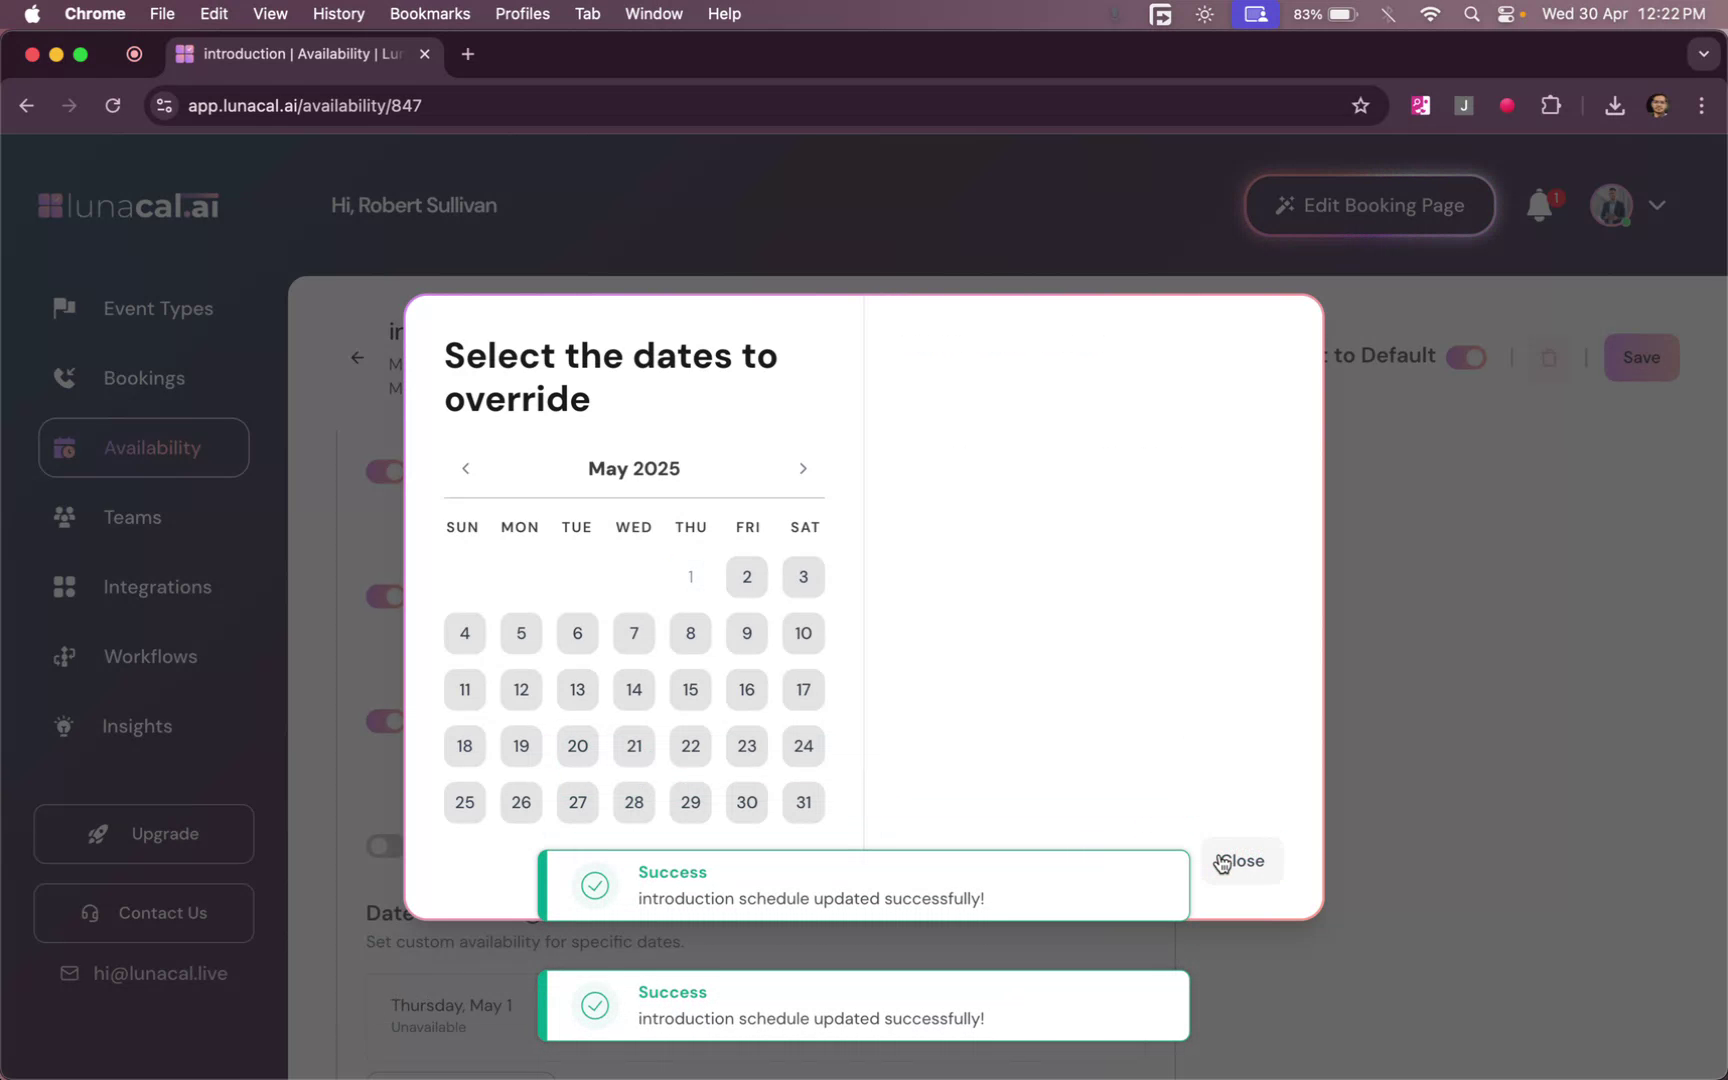 Chrome File Edit View History Bookmarks Profiles Tab Window Help 83% Wed 30 Apr 12:22 PM
introduction | Availability | Lu
app.lunacal.ai/availability/847
J
lunacal.ai
Hi, Robert Sullivan
Edit Booking Page
1
Event Types
Bookings
Availability
Teams
Integrations
Workflows
Insights
Upgrade
Contact Us
hi@lunacal.live
to Default
Save
Select the dates to
override
May 2025
SUN MON TUE WED THU FRI SAT
1 2 3
4 5 6 7 8 9 10
11 12 13 14 15 16 17
18 19 20 21 22 23 24
25 26 27 28 29 30 31
Close
Success
introduction schedule updated successfully!
Date
Set custom availability for specific dates.
Thursday, May 1
Unavailable
Success
introduction schedule updated successfully!